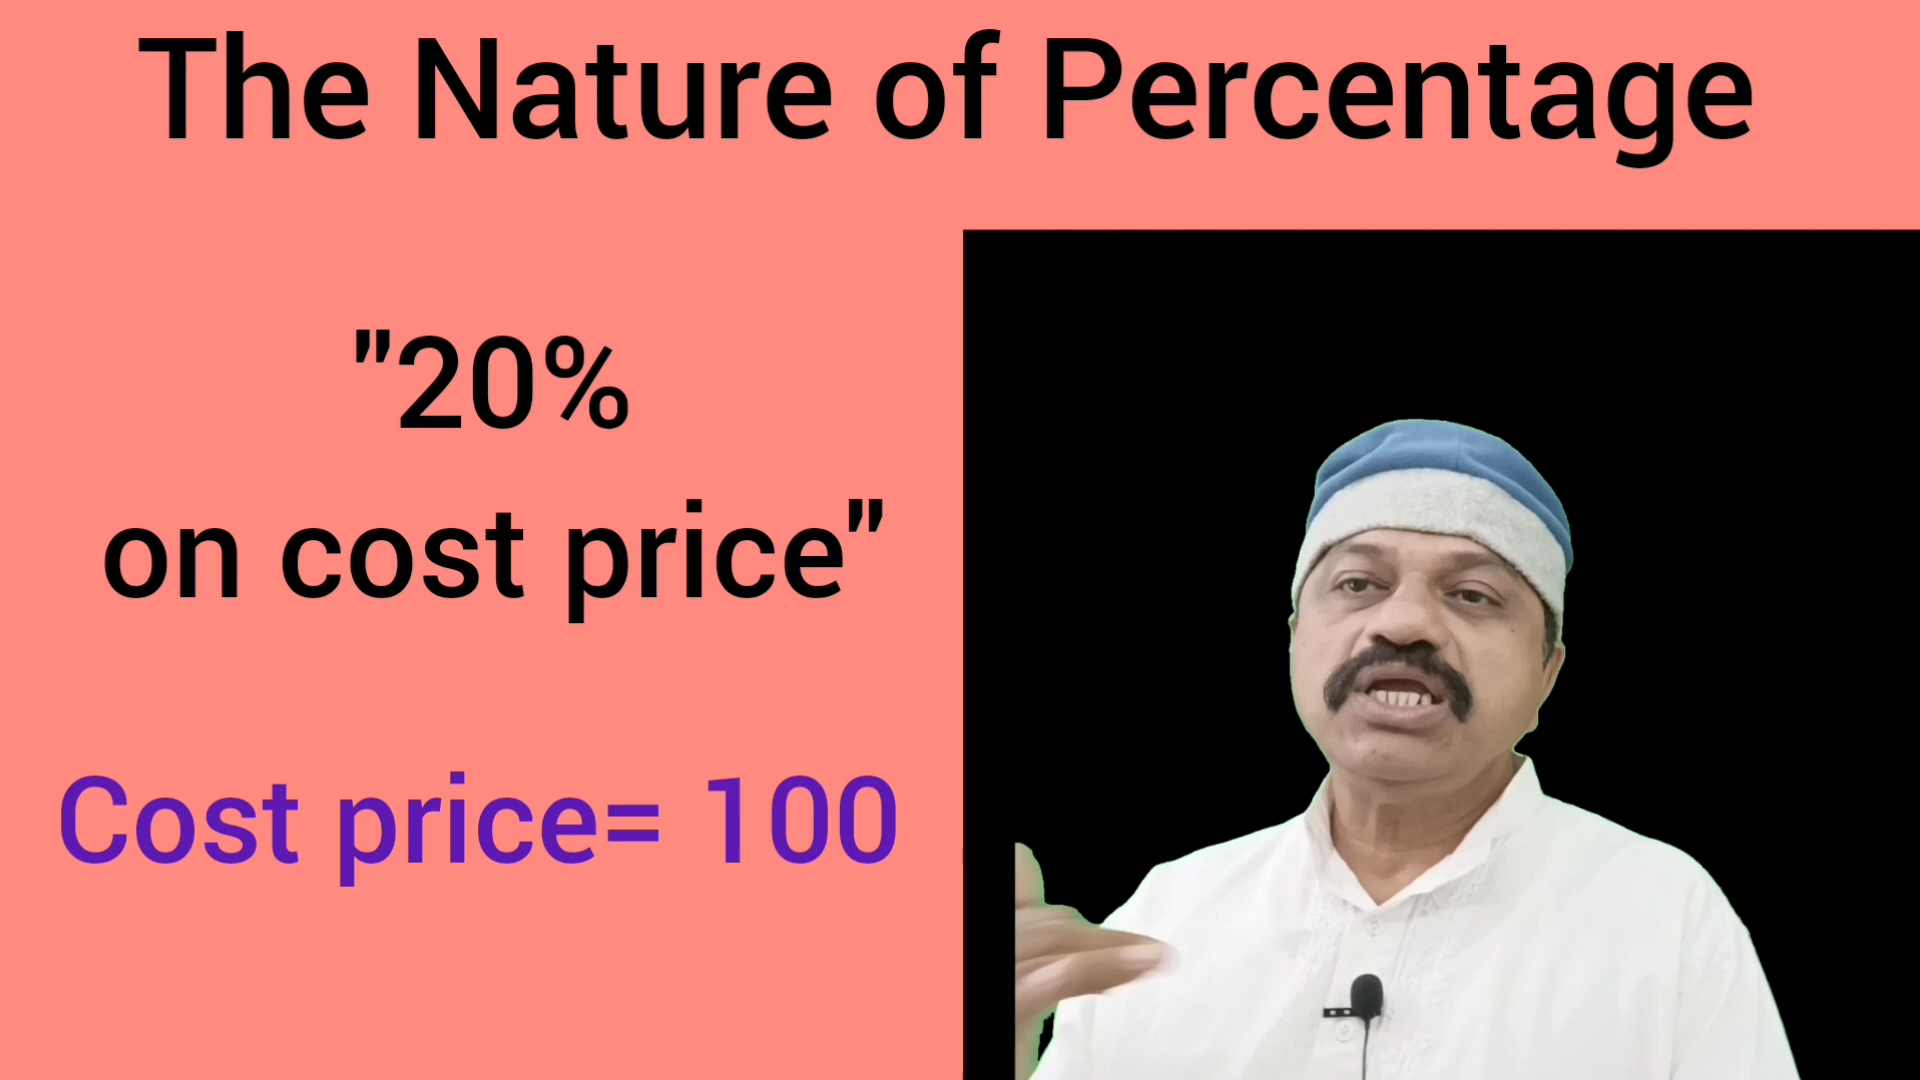 The Nature of Percentage
"20%
on cost price"
Cost price= 100